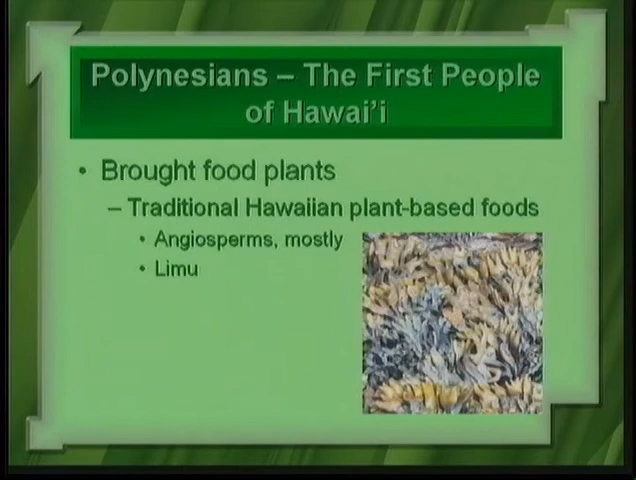 Polynesians – The First People
of Hawai'i
• Brought food plants
– Traditional Hawaiian plant-based foods
• Angiosperms, mostly
• Limu